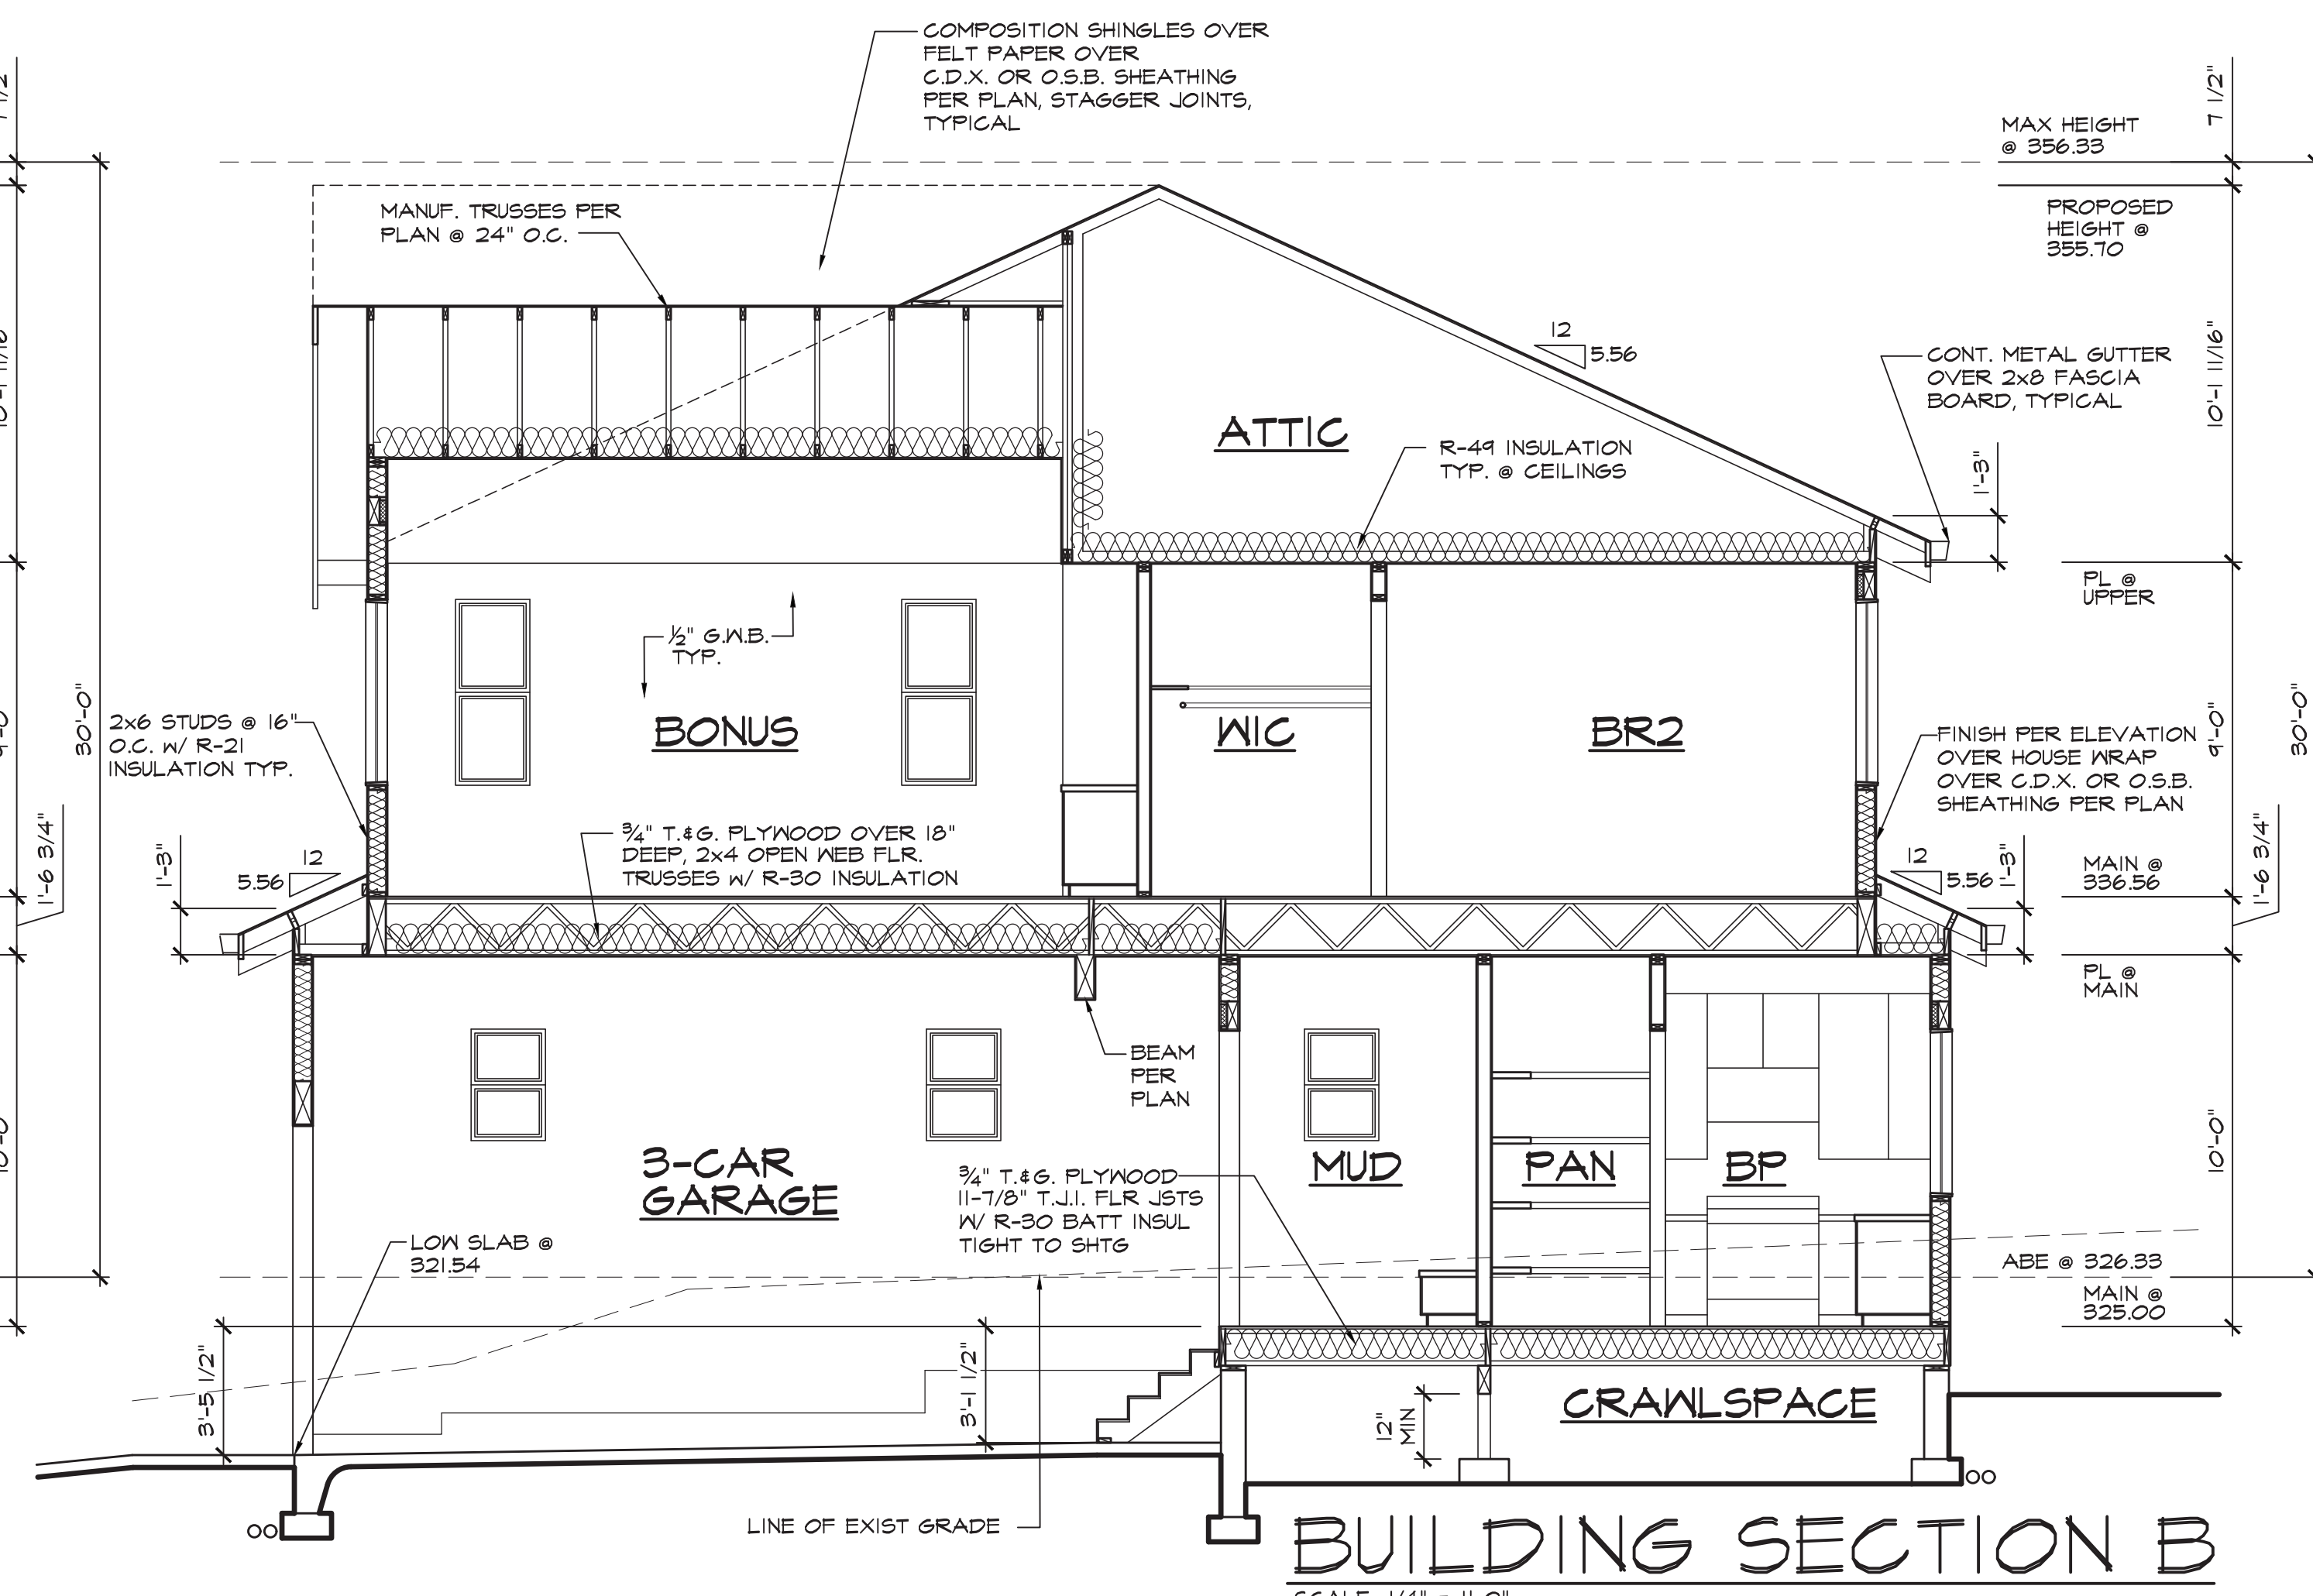 COMPOSITION SHINGLES OVER
FELT PAPER OVER
C.D.X. OR O.S.B. SHEATHING
PER PLAN, STAGGER JOINTS,
TYPICAL
7 1/2"
MAX HEIGHT
@ 356.33
MANUF. TRUSSES PER
PLAN @ 24" O.C.
PROPOSED
HEIGHT @
355.70
12
5.56
CONT. METAL GUTTER
OVER 2x8 FASCIA
BOARD, TYPICAL
10'-1 11/16"
ATTIC
R-49 INSULATION
TYP. @ CEILINGS
1'-3"
PL @
UPPER
½" G.W.B.
TYP.
30'-0"
2x6 STUDS @ 16"
O.C. W/ R-21
INSULATION TYP.
BONUS
WIC
BR2
FINISH PER ELEVATION
OVER HOUSE WRAP
OVER C.D.X. OR O.S.B.
SHEATHING PER PLAN
9'-0"
30'-0"
1'-6 3/4"
1'-3"
12
5.56
¾" T.&G. PLYWOOD OVER 18"
DEEP, 2x4 OPEN WEB FLR.
TRUSSES W/ R-30 INSULATION
12
5.56
1'-3"
MAIN @
336.56
1'-6 3/4"
PL @
MAIN
BEAM
PER
PLAN
3-CAR
GARAGE
¾" T.&G. PLYWOOD
11-7/8" T.J.I. FLR JSTS
W/ R-30 BATT INSUL
TIGHT TO SHTG
MUD
PAN
BP
10'-0"
LOW SLAB @
321.54
ABE @ 326.33
MAIN @
325.00
3'-5 1/2"
3'-1 1/2"
12"
MIN
CRAWLSPACE
LINE OF EXIST GRADE
BUILDING SECTION B